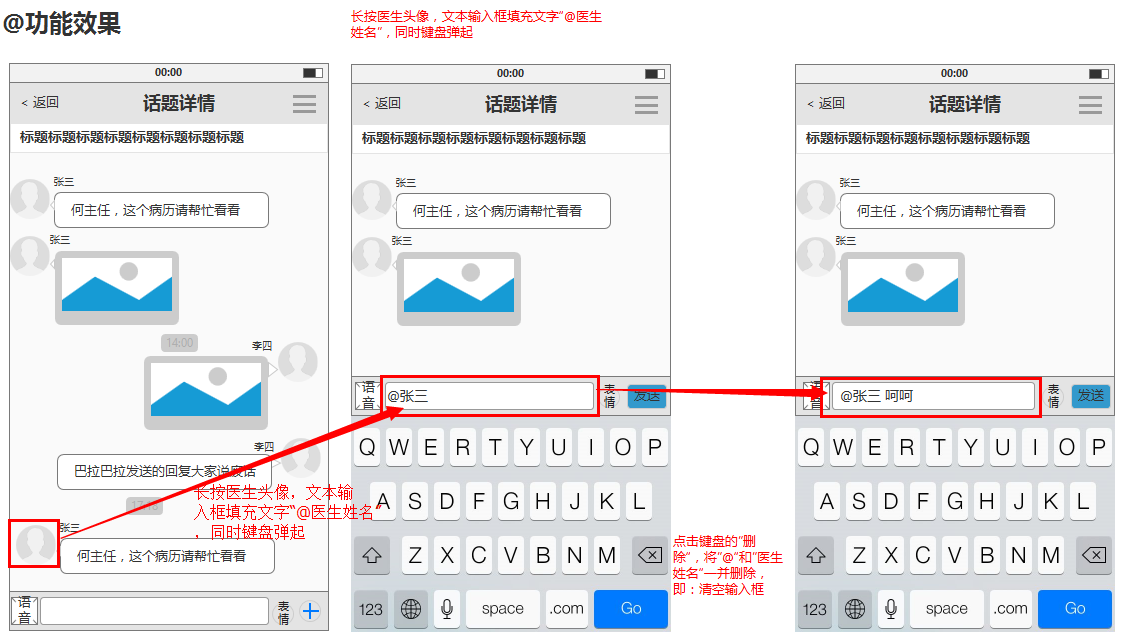 @功能效果
长按医生头像，文本输入框填充文字"@医生
姓名"，同时键盘弹起
00:00
< 返回
话题详情
标题标题标题标题标题标题标题标题
张三
何主任，这个病历请帮忙看看
张三
14:00
李四
李四
巴拉巴拉发送的回复大家说废话
长按医生头像，文本输
入框填充文字"@医生姓名"
，同时键盘弹起
张三
何主任，这个病历请帮忙看看
语
音
表
情
00:00
< 返回
话题详情
标题标题标题标题标题标题标题标题
张三
何主任，这个病历请帮忙看看
张三
语
音
@张三
表
情
发送
Q W E R T Y U I O P
A S D F G H J K L
Z X C V B N M
123
space
.com
Go
点击键盘的"删
除"，将"@"和"医生
姓名"一并删除，
即：清空输入框
00:00
< 返回
话题详情
标题标题标题标题标题标题标题标题
张三
何主任，这个病历请帮忙看看
张三
语
音
@张三 呵呵
表
情
发送
Q W E R T Y U I O P
A S D F G H J K L
Z X C V B N M
123
space
.com
Go